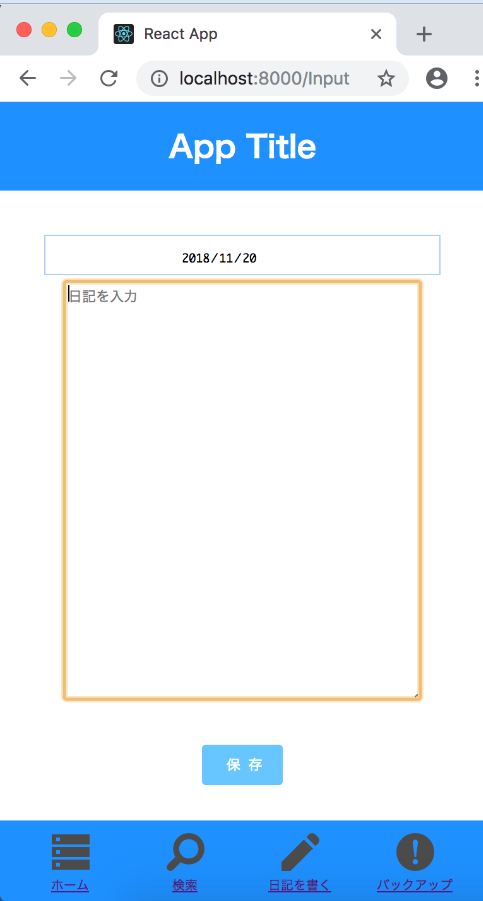 React App
localhost:8000/Input
App Title
2018/11/20
日記を入力
保存
ホーム 検索 日記を書く バックアップ